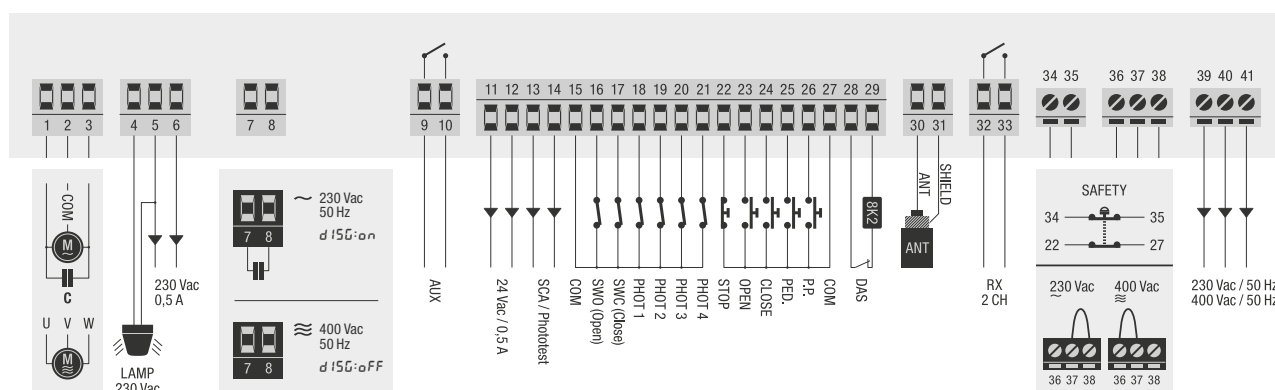 11 12 13 14 15 16 17 18 19 20 21 22 23 24 25 26 27 28 29
34 35
36 37 38
39 40 41
1 2 3
4 5 6
7 8
9 10
30 31
32 33
COM
M
~
C
U V W
M
230 Vac
0,5 A
LAMP
230 Vac
7 8
~ 230 Vac
50 Hz
d ISG:on
7 8
400 Vac
50 Hz
d ISG:oFF
AUX
24 Vac / 0,5 A
SCA / Phototest
COM
SWO (Open)
SWC (Close)
PHOT 1
PHOT 2
PHOT 3
PHOT 4
STOP
OPEN
CLOSE
PED.
P.P.
COM
DAS
8K2
ANT
SHIELD
ANT
RX
2 CH
SAFETY
34 35
22 27
230 Vac
~
400 Vac
36 37 38
36 37 38
230 Vac / 50 Hz
400 Vac / 50 Hz